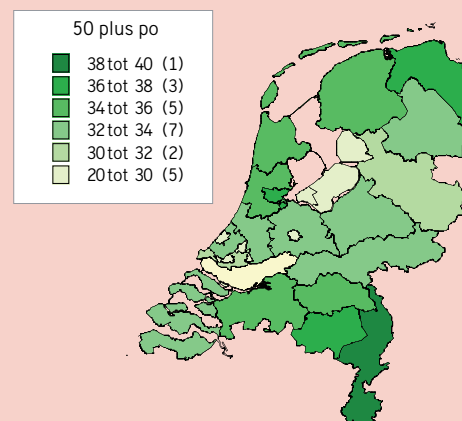 50 plus po
38 tot 40 (1)
36 tot 38 (3)
34 tot 36 (5)
32 tot 34 (7)
30 tot 32 (2)
20 tot 30 (5)